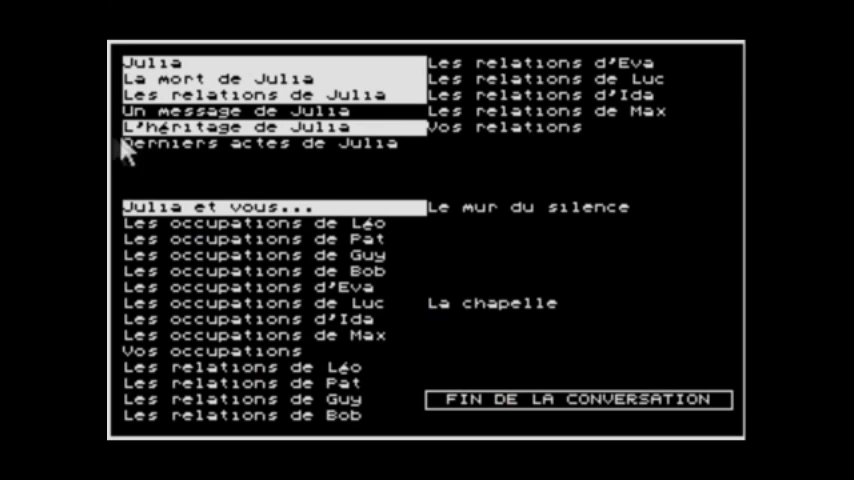 Julia
La mort de Julia
Les relations de Julia
Un message de Julia
L'héritage de Julia
Derniers actes de Julia
Julia et vous...
Les occupations de Léo
Les occupations de Pat
Les occupations de Guy
Les occupations de Bob
Les occupations d'Eva
Les occupations de Luc
Les occupations d'Ida
Les occupations de Max
Vos occupations
Les relations de Léo
Les relations de Pat
Les relations de Guy
Les relations de Bob
Les relations d'Eva
Les relations de Luc
Les relations d'Ida
Les relations de Max
Vos relations
Le mur du silence
La chapelle
FIN DE LA CONVERSATION